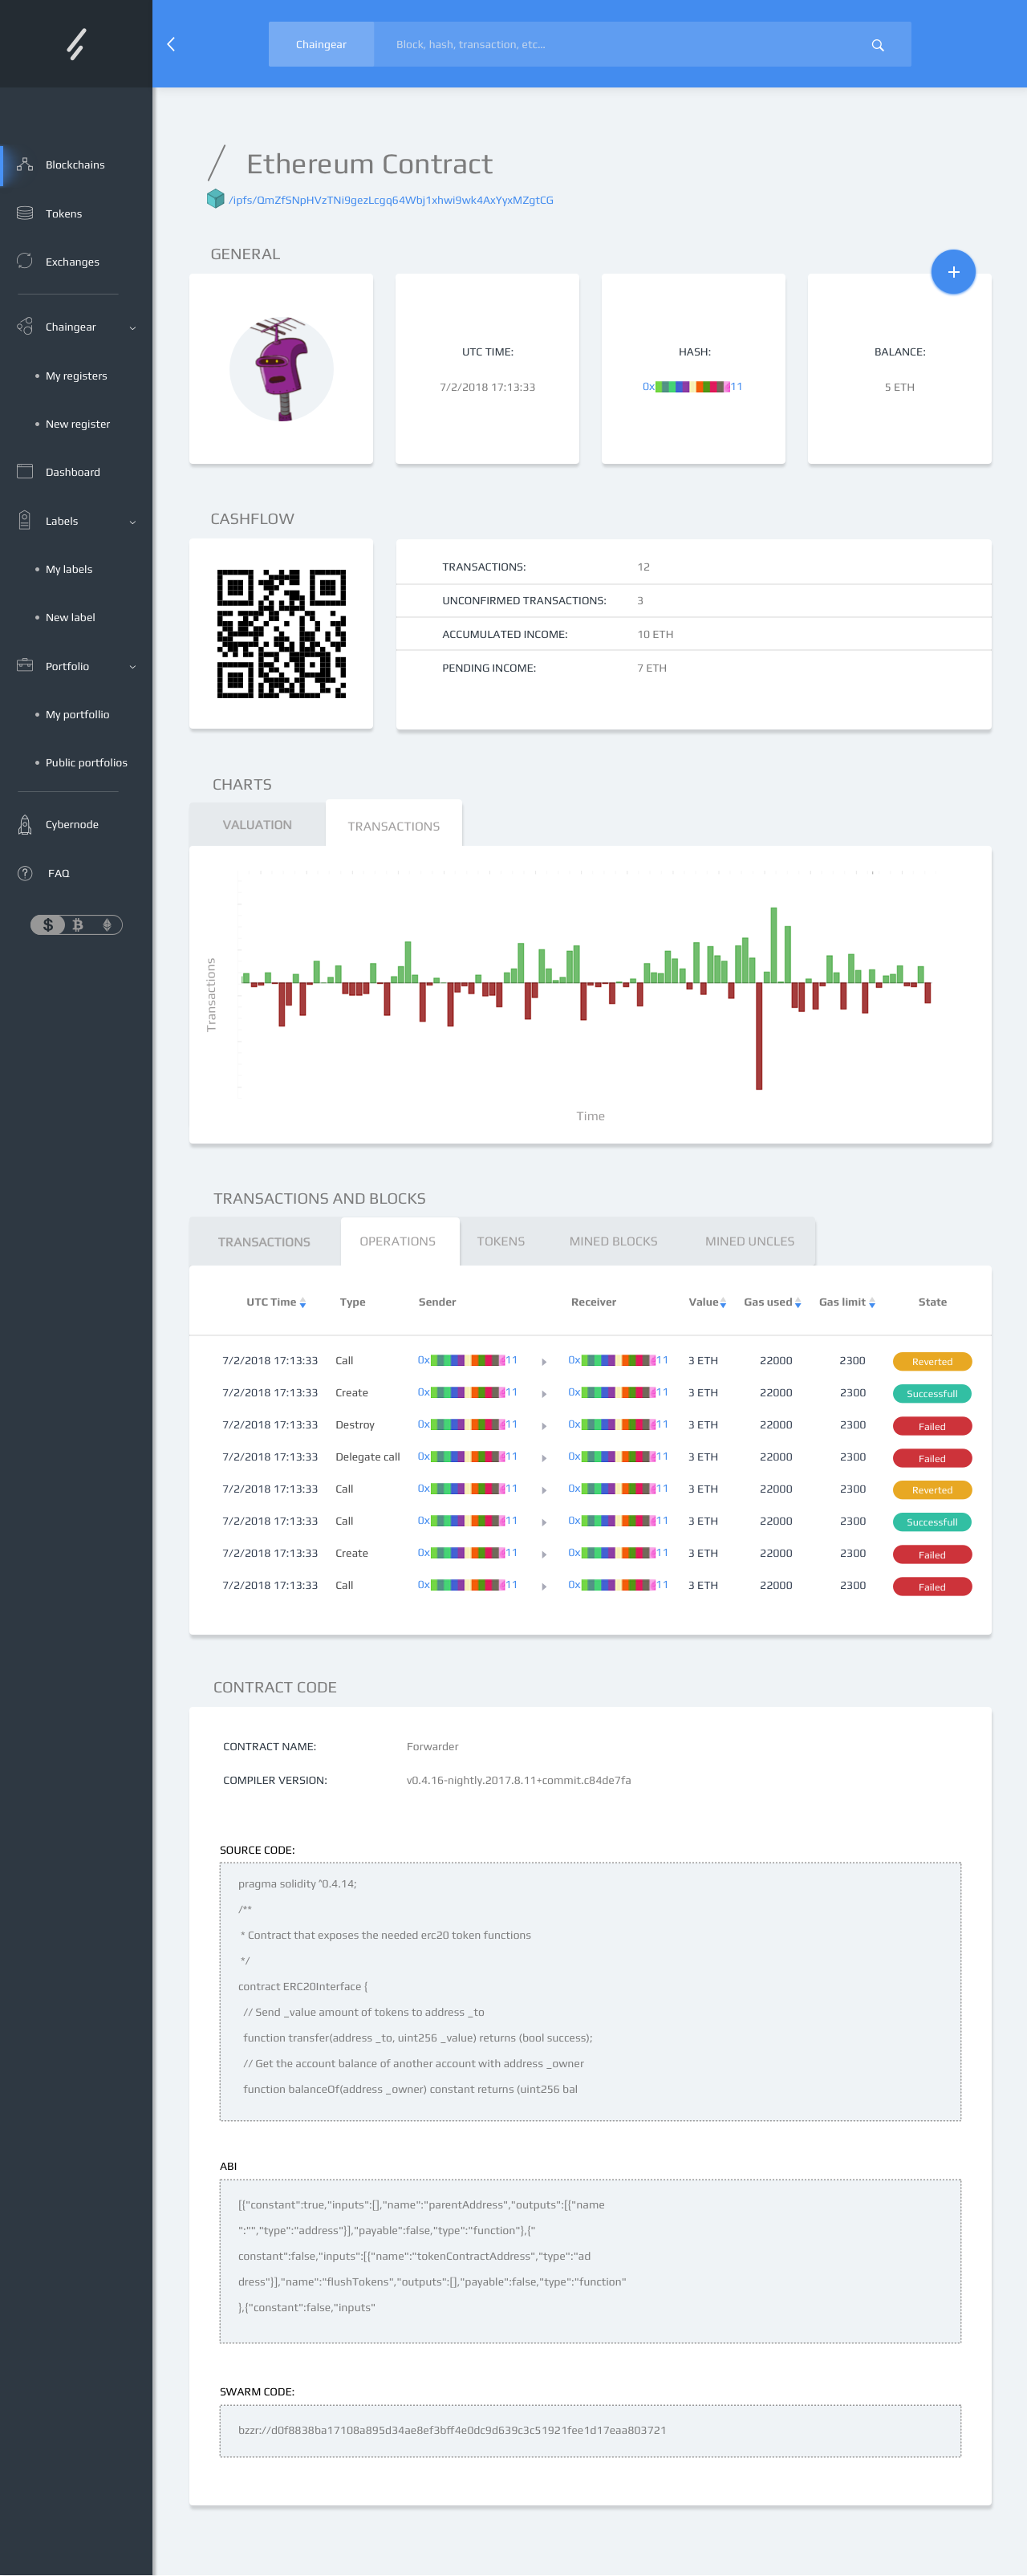 Chaingear
Block, hash, transaction, etc...
Blockchains
Tokens
Exchanges
Chaingear
My registers
New register
Dashboard
Labels
My labels
New label
Portfolio
My portfollio
Public portfolios
Cybernode
FAQ
$
Ethereum Contract
/ipfs/QmZfSNpHVzTNi9gezLcgq64Wbj1xhwi9wk4AxYyxMZgtCG
GENERAL
+
UTC TIME:
7/2/2018 17:13:33
HASH:
0x 11
BALANCE:
5 ETH
CASHFLOW
TRANSACTIONS: 12
UNCONFIRMED TRANSACTIONS: 3
ACCUMULATED INCOME: 10 ETH
PENDING INCOME: 7 ETH
CHARTS
VALUATION TRANSACTIONS
Transactions
Time
TRANSACTIONS AND BLOCKS
TRANSACTIONS OPERATIONS TOKENS MINED BLOCKS MINED UNCLES
UTC Time Type Sender Receiver Value Gas used Gas limit State
7/2/2018 17:13:33 Call 0x 11 0x 11 3 ETH 22000 2300 Reverted
7/2/2018 17:13:33 Create 0x 11 0x 11 3 ETH 22000 2300 Successfull
7/2/2018 17:13:33 Destroy 0x 11 0x 11 3 ETH 22000 2300 Failed
7/2/2018 17:13:33 Delegate call 0x 11 0x 11 3 ETH 22000 2300 Failed
7/2/2018 17:13:33 Call 0x 11 0x 11 3 ETH 22000 2300 Reverted
7/2/2018 17:13:33 Call 0x 11 0x 11 3 ETH 22000 2300 Successfull
7/2/2018 17:13:33 Create 0x 11 0x 11 3 ETH 22000 2300 Failed
7/2/2018 17:13:33 Call 0x 11 0x 11 3 ETH 22000 2300 Failed
CONTRACT CODE
CONTRACT NAME: Forwarder
COMPILER VERSION: v0.4.16-nightly.2017.8.11+commit.c84de7fa
SOURCE CODE:
pragma solidity ^0.4.14;
/**
* Contract that exposes the needed erc20 token functions
*/
contract ERC20Interface {
// Send _value amount of tokens to address _to
function transfer(address _to, uint256 _value) returns (bool success);
// Get the account balance of another account with address _owner
function balanceOf(address _owner) constant returns (uint256 bal
ABI
[{"constant":true,"inputs":[],"name":"parentAddress","outputs":[{"name
":"","type":"address"}],"payable":false,"type":"function"},{"
constant":false,"inputs":[{"name":"tokenContractAddress","type":"ad
dress"}],"name":"flushTokens","outputs":[],"payable":false,"type":"function"
},{"constant":false,"inputs"
SWARM CODE:
bzzr://d0f8838ba17108a895d34ae8ef3bff4e0dc9d639c3c51921fee1d17eaa803721